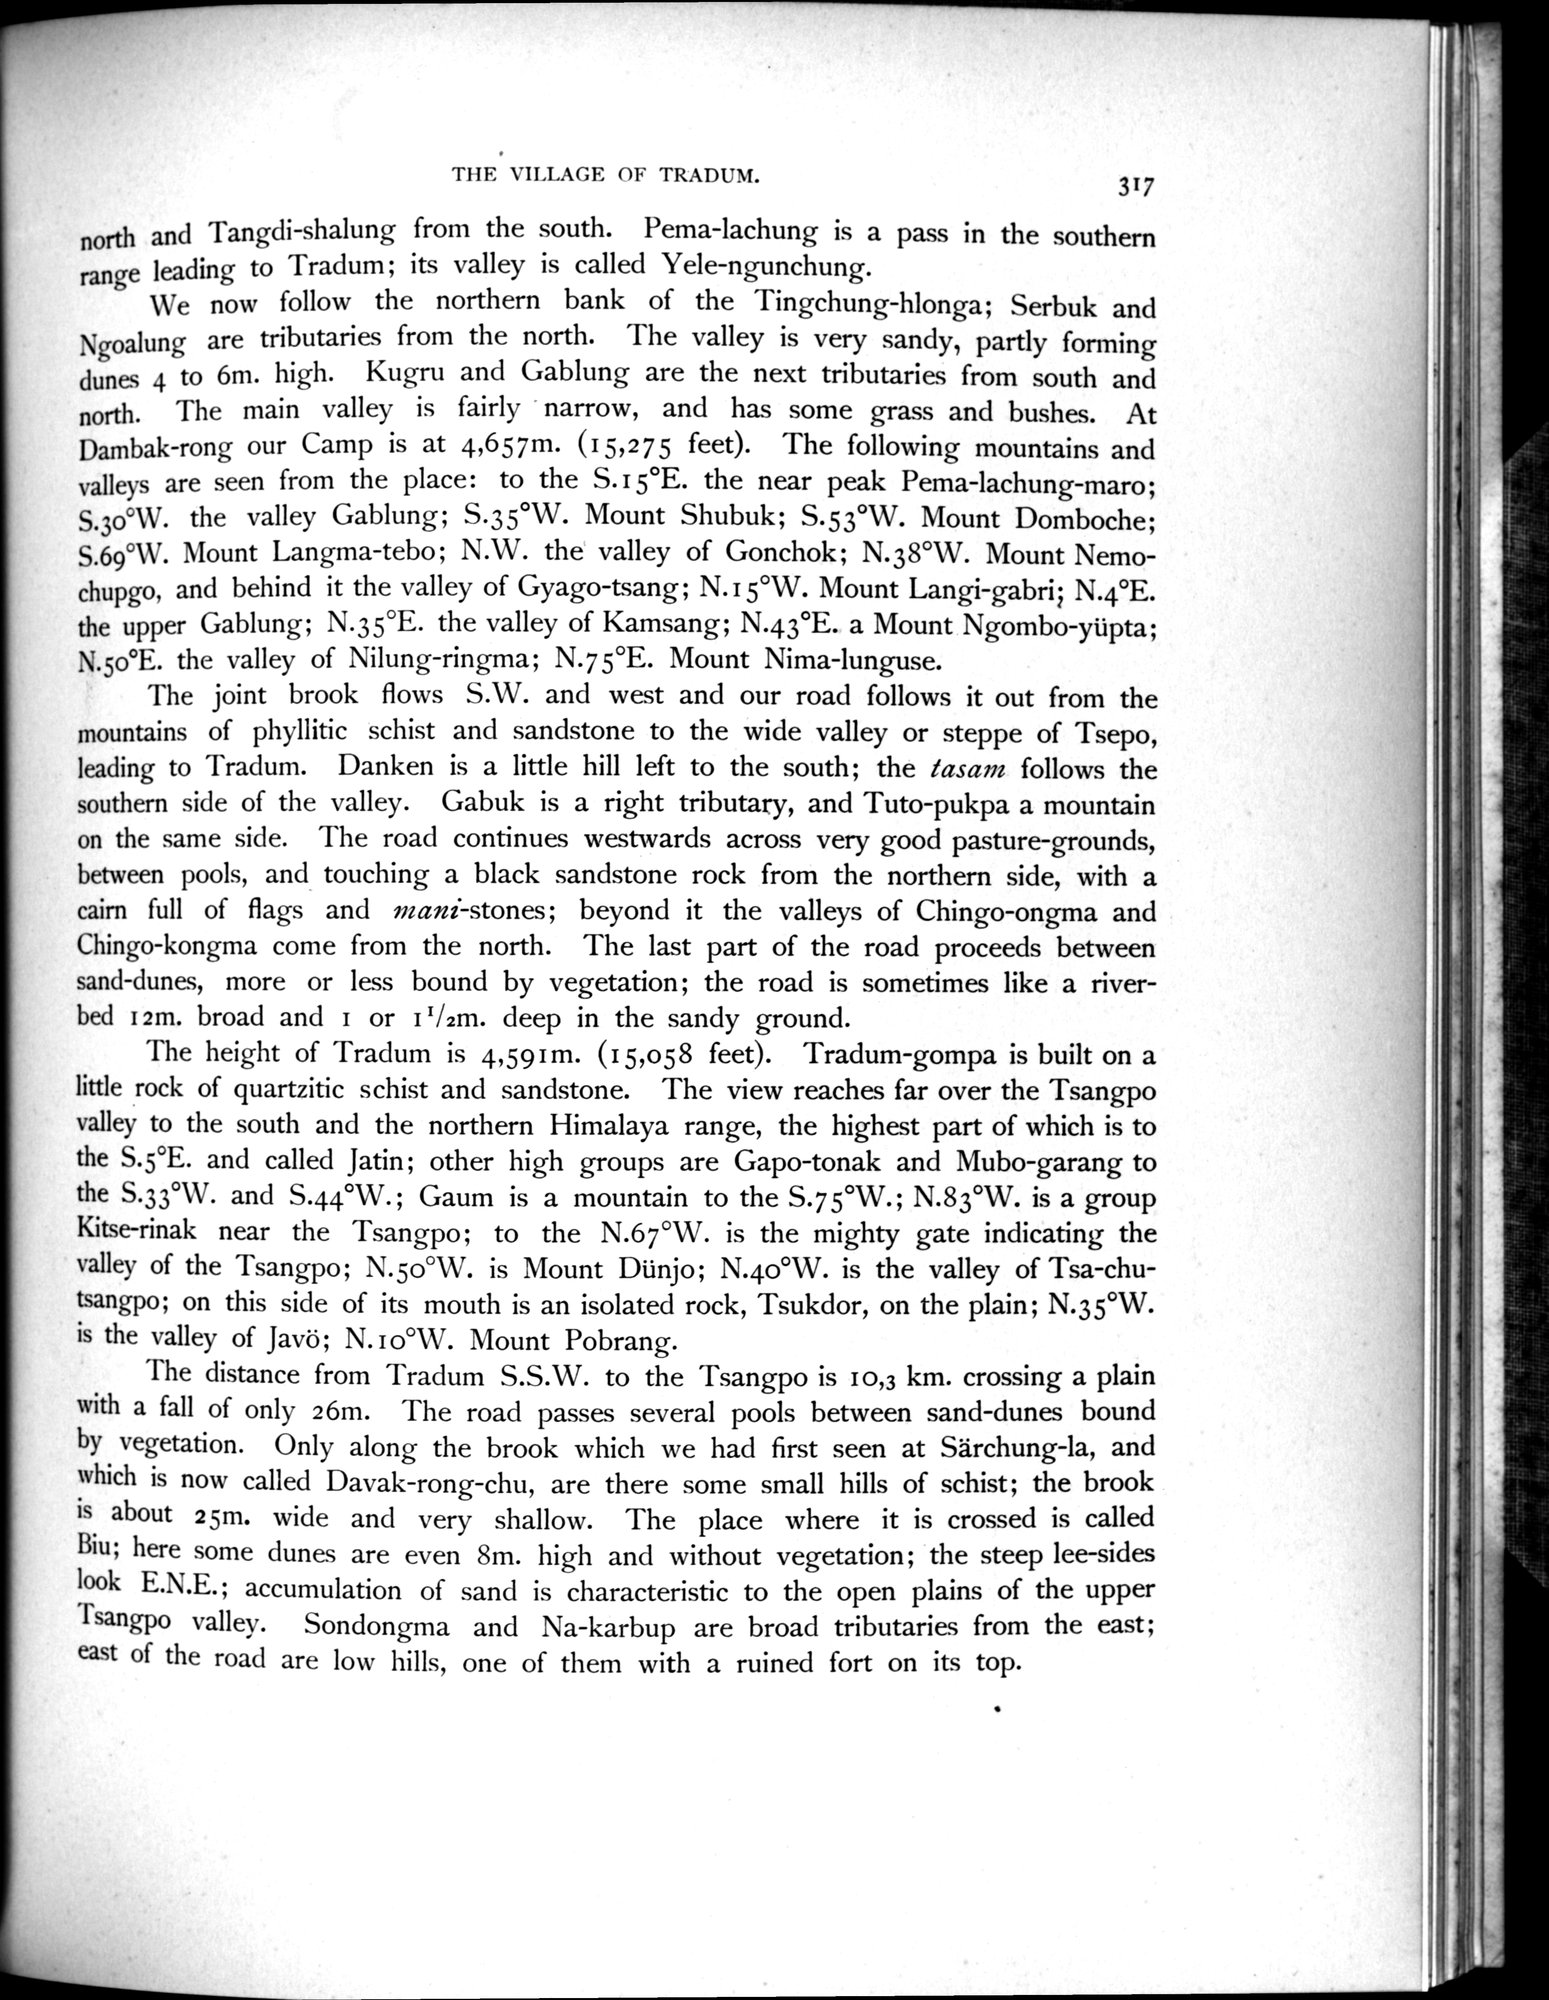 THE VILLAGE OF TRADUM.
317
north and Tangdi-shalung from the south. Pema-lachung is a pass in the southern
range leading to Tradum; its valley is called Yele-ngunchung.
We now follow the northern bank of the Tingchung-hlonga; Serbuk and
Ngoalung are tributaries from the north. The valley is very sandy, partly forming
dunes 4 to 6m. high. Kugru and Gablung are the next tributaries from south and
north. The main valley is fairly narrow, and has some grass and bushes. At
Dambak-rong our Camp is at 4,657m. (15,275 feet). The following mountains and
valleys are seen from the place: to the S.15°E. the near peak Pema-lachung-maro;
S.30°W. the valley Gablung; S.35°W. Mount Shubuk; S.53°W. Mount Domboche;
S.69°W. Mount Langma-tebo; N.W. the valley of Gonchok; N.38°W. Mount Nemo-
chupgo, and behind it the valley of Gyago-tsang; N.15°W. Mount Langi-gabri; N.4°E.
the upper Gablung; N.35°E. the valley of Kamsang; N.43°E. a Mount Ngombo-yüpta;
N.50°E. the valley of Nilung-ringma; N.75°E. Mount Nima-lunguse.
The joint brook flows S.W. and west and our road follows it out from the
mountains of phyllitic schist and sandstone to the wide valley or steppe of Tsepo,
leading to Tradum. Danken is a little hill left to the south; the tasam follows the
southern side of the valley. Gabuk is a right tributary, and Tuto-pukpa a mountain
on the same side. The road continues westwards across very good pasture-grounds,
between pools, and touching a black sandstone rock from the northern side, with a
cairn full of flags and mani-stones; beyond it the valleys of Chingo-ongma and
Chingo-kongma come from the north. The last part of the road proceeds between
sand-dunes, more or less bound by vegetation; the road is sometimes like a river-
bed 12m. broad and 1 or 1 1/2m. deep in the sandy ground.
The height of Tradum is 4,591m. (15,058 feet). Tradum-gompa is built on a
little rock of quartzitic schist and sandstone. The view reaches far over the Tsangpo
valley to the south and the northern Himalaya range, the highest part of which is to
the S.5°E. and called Jatin; other high groups are Gapo-tonak and Mubo-garang to
the S.33°W. and S.44°W.; Gaum is a mountain to the S.75°W.; N.83°W. is a group
Kitse-rinak near the Tsangpo; to the N.67°W. is the mighty gate indicating the
valley of the Tsangpo; N.50°W. is Mount Dünjo; N.40°W. is the valley of Tsa-chu-
tsangpo; on this side of its mouth is an isolated rock, Tsukdor, on the plain; N.35°W.
is the valley of Javö; N.10°W. Mount Pobrang.
The distance from Tradum S.S.W. to the Tsangpo is 10,3 km. crossing a plain
with a fall of only 26m. The road passes several pools between sand-dunes bound
by vegetation. Only along the brook which we had first seen at Särchung-la, and
which is now called Davak-rong-chu, are there some small hills of schist; the brook
is about 25m. wide and very shallow. The place where it is crossed is called
Biu; here some dunes are even 8m. high and without vegetation; the steep lee-sides
look E.N.E.; accumulation of sand is characteristic to the open plains of the upper
Tsangpo valley. Sondongma and Na-karbup are broad tributaries from the east;
east of the road are low hills, one of them with a ruined fort on its top.